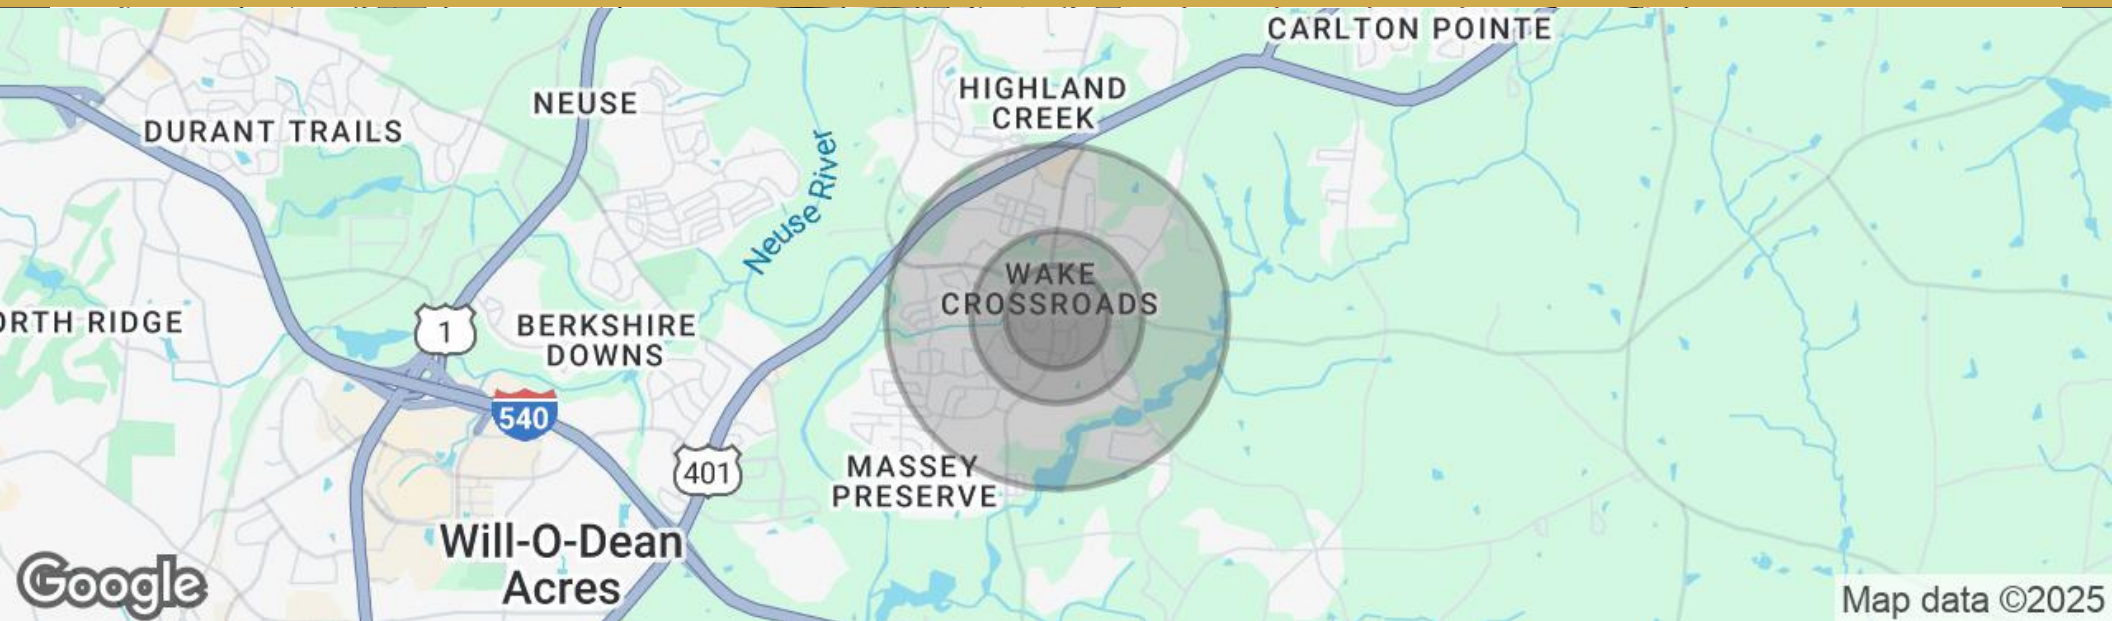 CARLTON POINTE
HIGHLAND
CREEK
NEUSE
DURANT TRAILS
Neuse River
WAKE
CROSSROADS
ORTH RIDGE
1
BERKSHIRE
DOWNS
540
401
MASSEY
PRESERVE
Will-O-Dean
Acres
Google
Map data ©2025